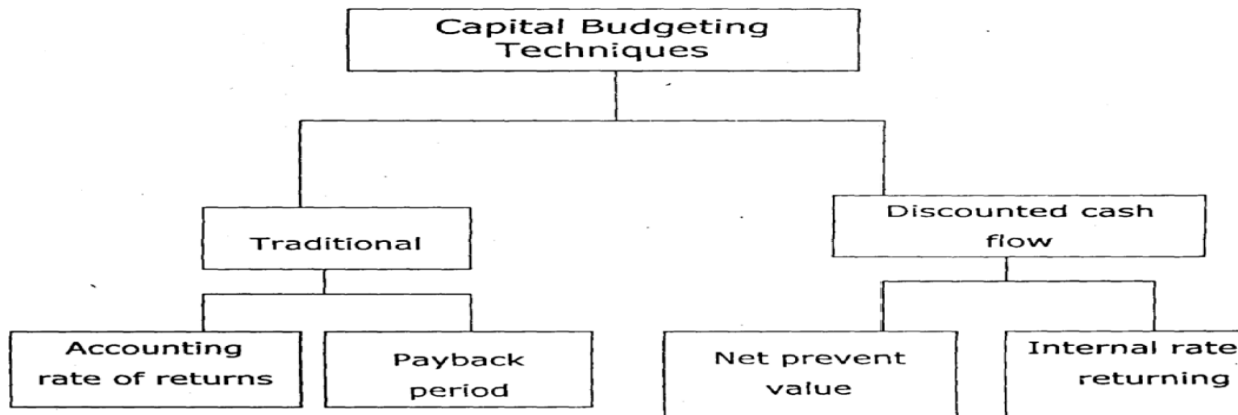 Capital Budgeting
Techniques
Traditional
Discounted cash
flow
Accounting
rate of returns
Payback
period
Net prevent
value
Internal rate
returning